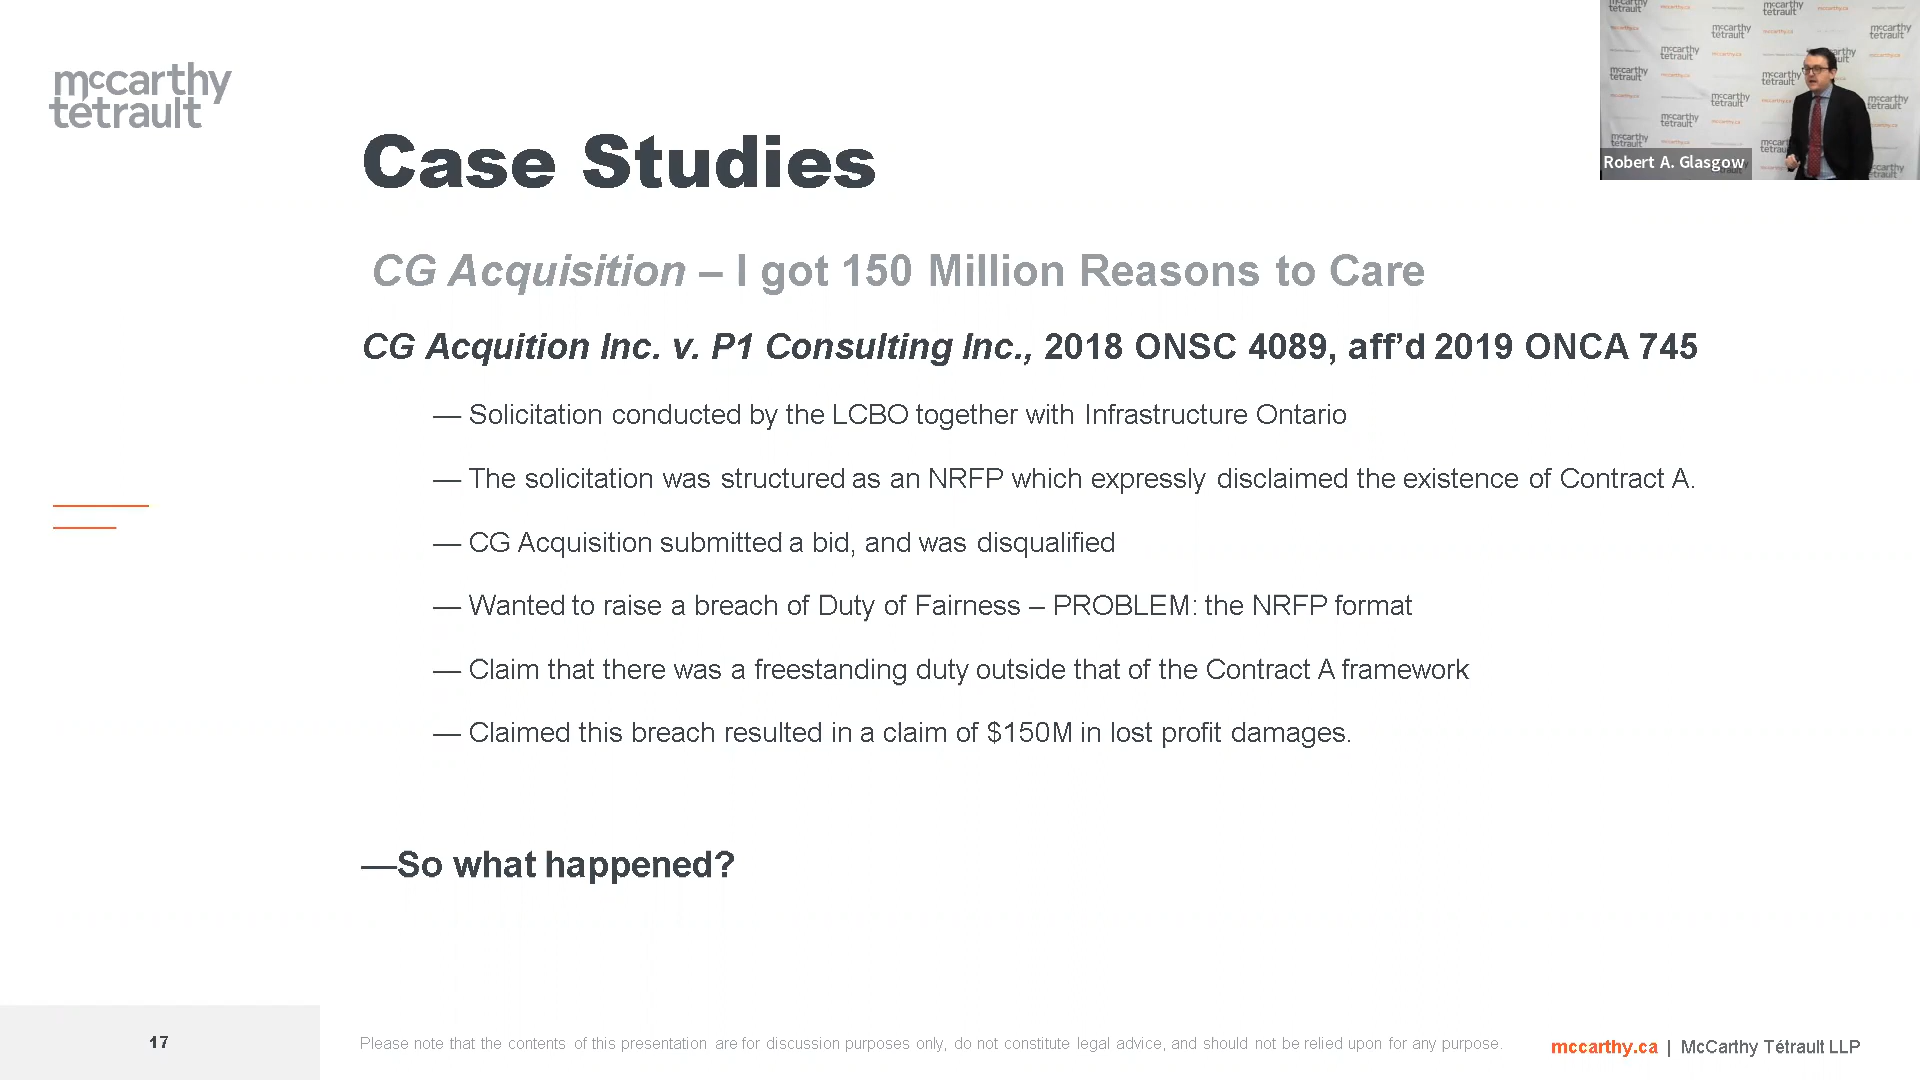 mccarthy
tetrault
Robert A. Glasgow
Case Studies
CG Acquisition – I got 150 Million Reasons to Care
CG Acquition Inc. v. P1 Consulting Inc., 2018 ONSC 4089, aff’d 2019 ONCA 745
— Solicitation conducted by the LCBO together with Infrastructure Ontario
— The solicitation was structured as an NRFP which expressly disclaimed the existence of Contract A.
— CG Acquisition submitted a bid, and was disqualified
— Wanted to raise a breach of Duty of Fairness – PROBLEM: the NRFP format
— Claim that there was a freestanding duty outside that of the Contract A framework
— Claimed this breach resulted in a claim of $150M in lost profit damages.
—So what happened?
17
Please note that the contents of this presentation are for discussion purposes only, do not constitute legal advice, and should not be relied upon for any purpose.
mccarthy.ca | McCarthy Tétrault LLP